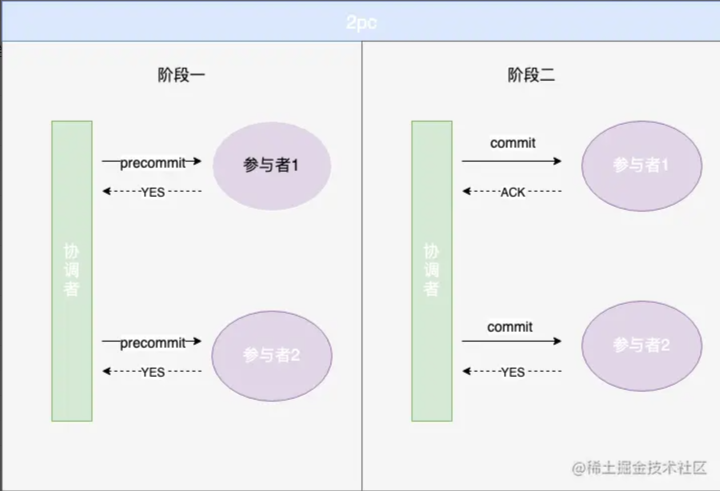 2pc
阶段一
阶段二
协调者
precommit
参与者1
YES
precommit
参与者2
YES
协调者
commit
参与者1
ACK
commit
参与者2
YES
@稀土掘金技术社区